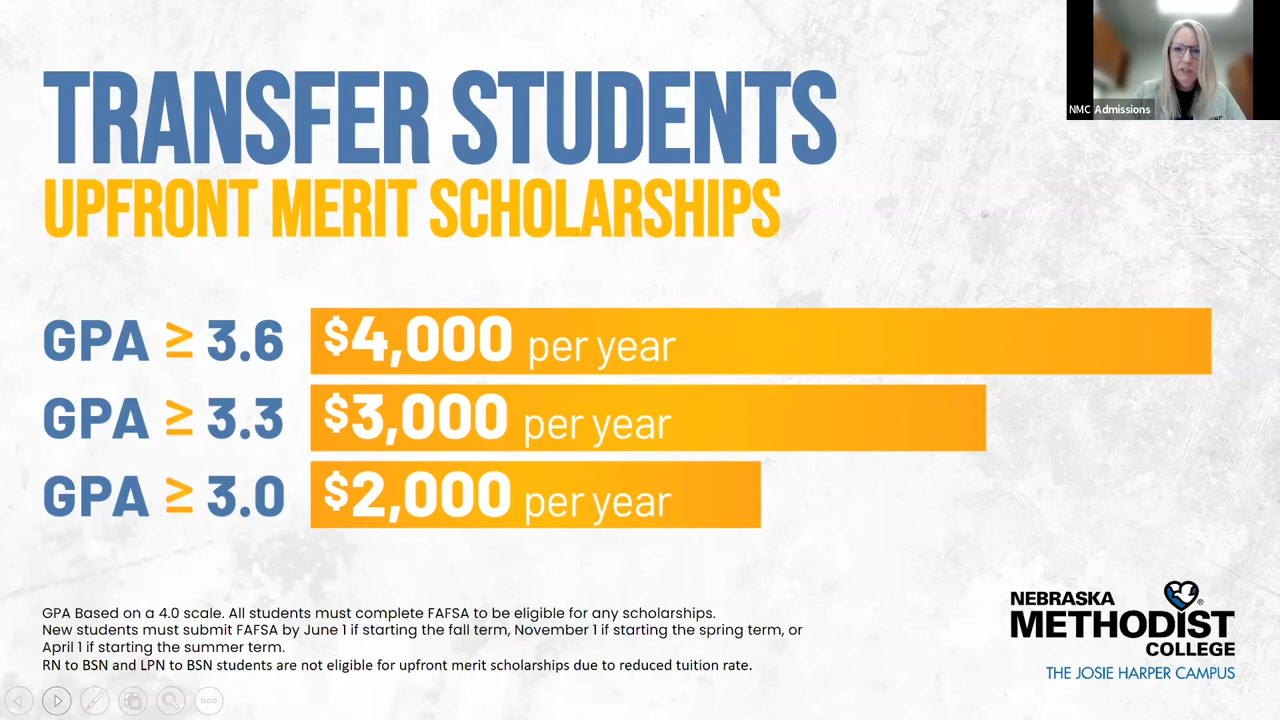 TRANSFER STUDENTS
UPFRONT MERIT SCHOLARSHIPS
NMC Admissions
GPA ≥ 3.6 $4,000 per year
GPA ≥ 3.3 $3,000 per year
GPA ≥ 3.0 $2,000 per year
GPA Based on a 4.0 scale. All students must complete FAFSA to be eligible for any scholarships.
New students must submit FAFSA by June 1 if starting the fall term, November 1 if starting the spring term, or
April 1 if starting the summer term.
RN to BSN and LPN to BSN students are not eligible for upfront merit scholarships due to reduced tuition rate.
NEBRASKA
METHODIST
®
COLLEGE
THE JOSIE HARPER CAMPUS